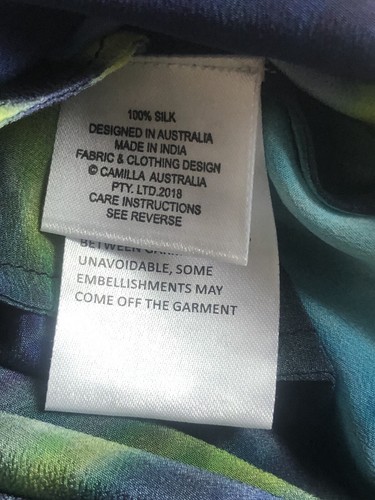 100% SILK
DESIGNED IN AUSTRALIA
MADE IN INDIA
FABRIC & CLOTHING DESIGN
© CAMILLA AUSTRALIA
PTY. LTD.2018
CARE INSTRUCTIONS
SEE REVERSE
BETWEEN
UNAVOIDABLE, SOME
EMBELLISHMENTS MAY
COME OFF THE GARMENT